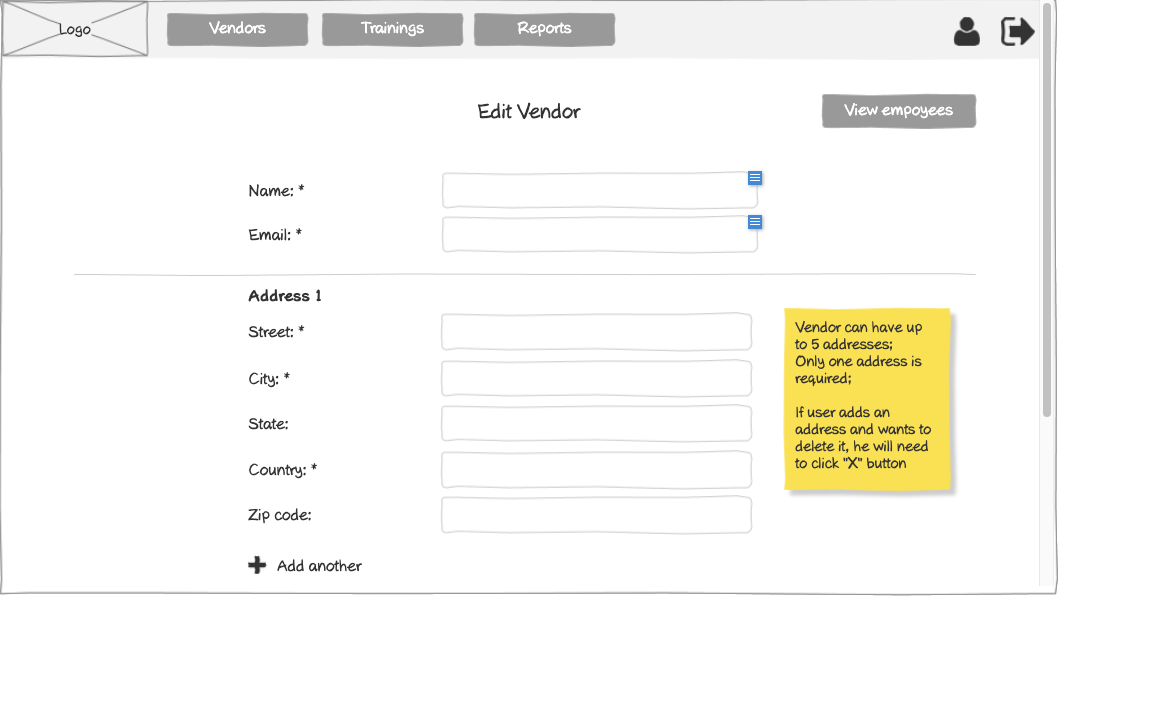 Logo
Vendors
Trainings
Reports
Edit Vendor
View empoyees
Name: *
Email: *
Address 1
Street: *
City: *
State:
Country: *
Zip code:
Add another
Vendor can have up
to 5 addresses;
Only one address is
required;
If user adds an
address and wants to
delete it, he will need
to click "X" button